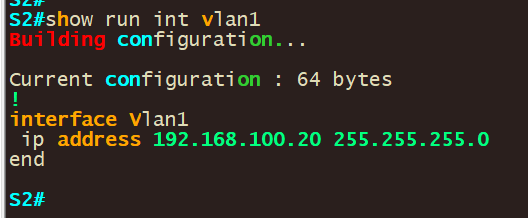 S2#
S2#show run int vlan1
Building configuration...
Current configuration : 64 bytes
!
interface Vlan1
 ip address 192.168.100.20 255.255.255.0
end
S2#